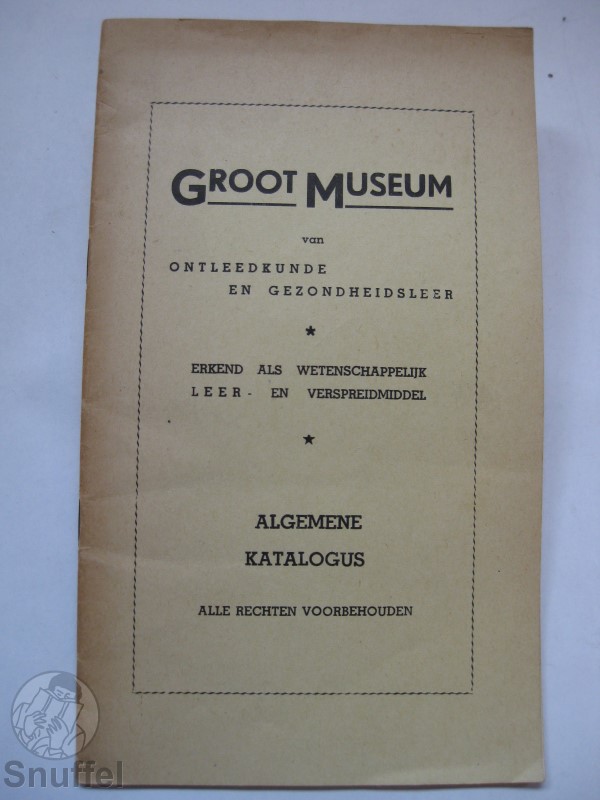 GROOT MUSEUM
van
ONTLEEDKUNDE
EN GEZONDHEIDSLEER
ERKEND ALS WETENSCHAPPELIJK
LEER- EN VERSPREIDMIDDEL
ALGEMENE
KATALOGUS
ALLE RECHTEN VOORBEHOUDEN
Snuffel